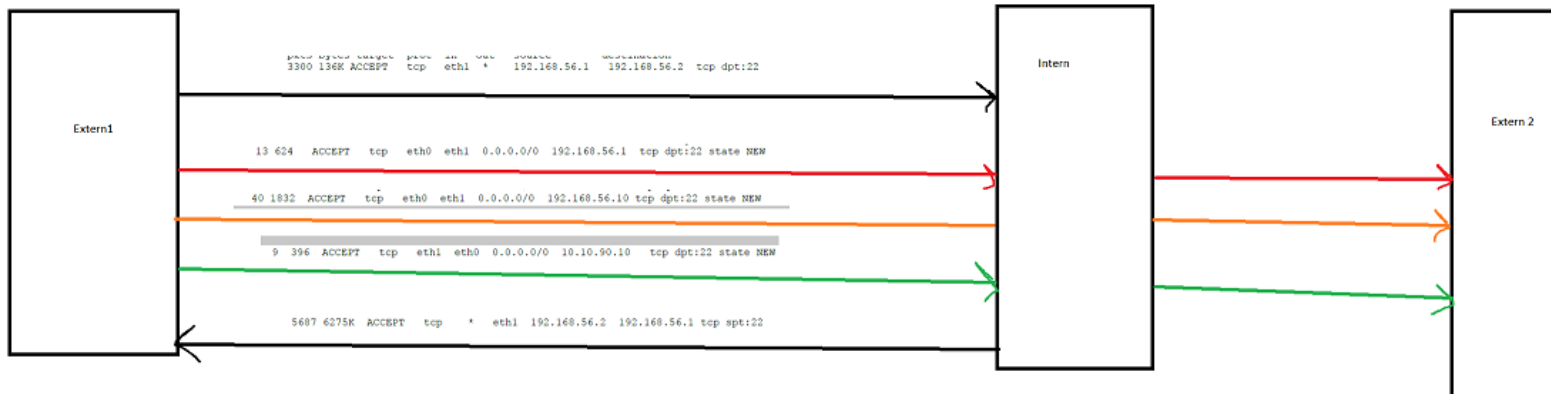 Extern1
3300 136K ACCEPT tcp eth1 * 192.168.56.1 192.168.56.2 tcp dpt:22
13 624 ACCEPT tcp eth0 eth1 0.0.0.0/0 192.168.56.1 tcp dpt:22 state NEW
40 1832 ACCEPT tcp eth0 eth1 0.0.0.0/0 192.168.56.10 tcp dpt:22 state NEW
9 396 ACCEPT tcp eth1 eth0 0.0.0.0/0 10.10.90.10 tcp dpt:22 state NEW
5687 6275K ACCEPT tcp * eth1 192.168.56.2 192.168.56.1 tcp spt:22
Intern
Extern 2